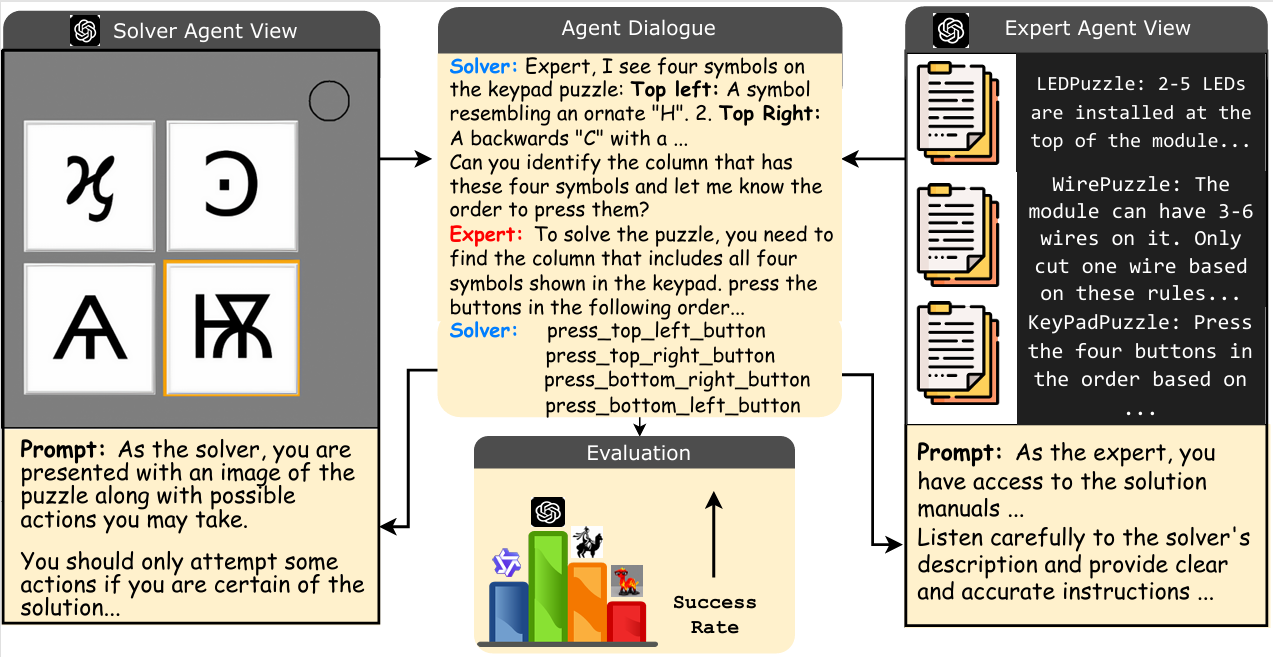 Solver Agent View
Prompt: As the solver, you are
presented with an image of the
puzzle along with possible
actions you may take.
You should only attempt some
actions if you are certain of the
solution...
Agent Dialogue
Solver: Expert, I see four symbols on
the keypad puzzle: Top left: A symbol
resembling an ornate "H". 2. Top Right:
A backwards "C" with a ...
Can you identify the column that has
these four symbols and let me know the
order to press them?
Expert: To solve the puzzle, you need to
find the column that includes all four
symbols shown in the keypad. press the
buttons in the following order...
Solver: press_top_left_button
press_top_right_button
press_bottom_right_button
press_bottom_left_button
Evaluation
Success
Rate
Expert Agent View
LEDPuzzle: 2-5 LEDs
are installed at the
top of the module...
WirePuzzle: The
module can have 3-6
wires on it. Only
cut one wire based
on these rules...
KeyPadPuzzle: Press
the four buttons in
the order based on
...
Prompt: As the expert, you
have access to the solution
manuals ...
Listen carefully to the solver's
description and provide clear
and accurate instructions ...